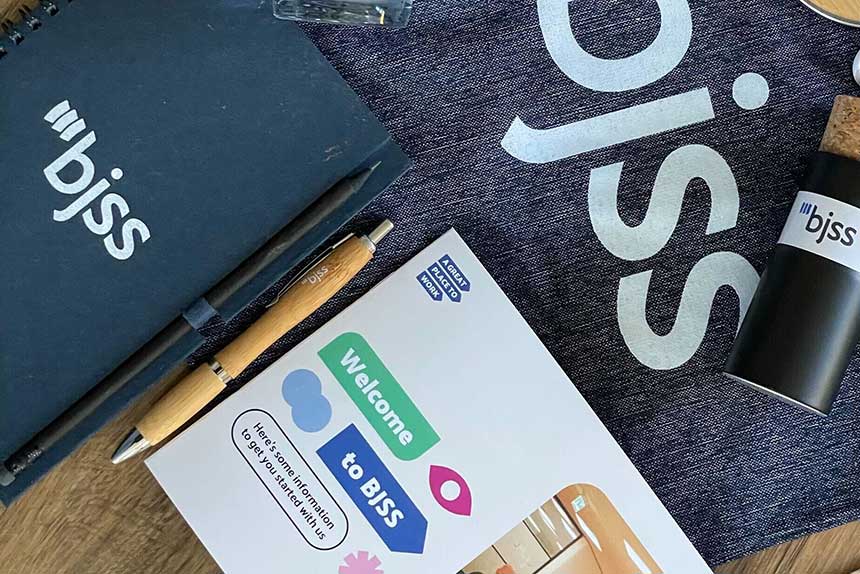 bjss
bjss
bjss
bjss
A GREAT
PLACE TO
WORK
Welcome
to BJSS
Here's some information
to get you started with us